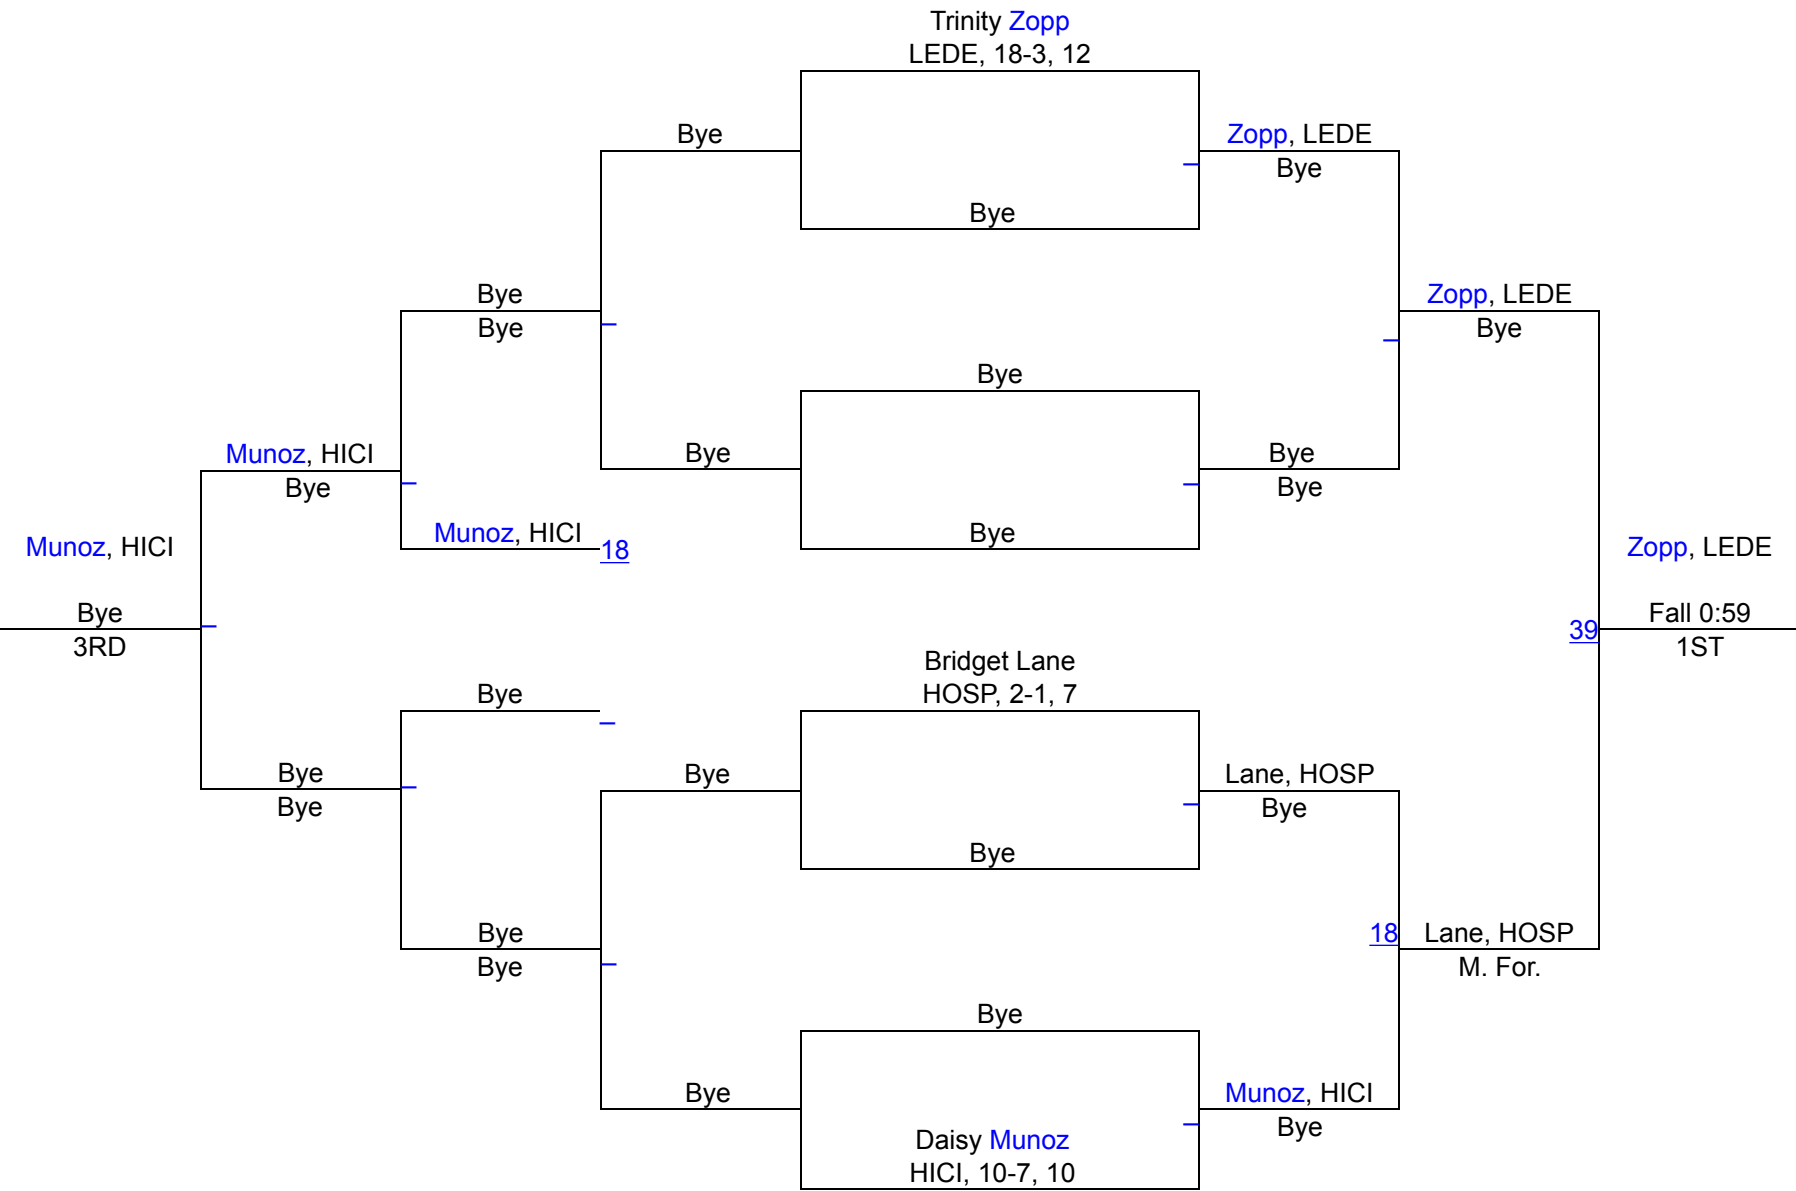 Trinity Zopp
LEDE, 18-3, 12
Bye
Zopp, LEDE
Bye
Bye
Bye
Zopp, LEDE
Bye
Bye
Bye
Munoz, HICI
Bye
Bye
Bye
Bye
Munoz, HICI
18
Bye
Munoz, HICI
Zopp, LEDE
Bye
3RD
39
Fall 0:59
1ST
Bridget Lane
HOSP, 2-1, 7
Bye
Bye
Lane, HOSP
Bye
Bye
Bye
Bye
Bye
Bye
18
Lane, HOSP
M. For.
Bye
Bye
Munoz, HICI
Bye
Daisy Munoz
HICI, 10-7, 10